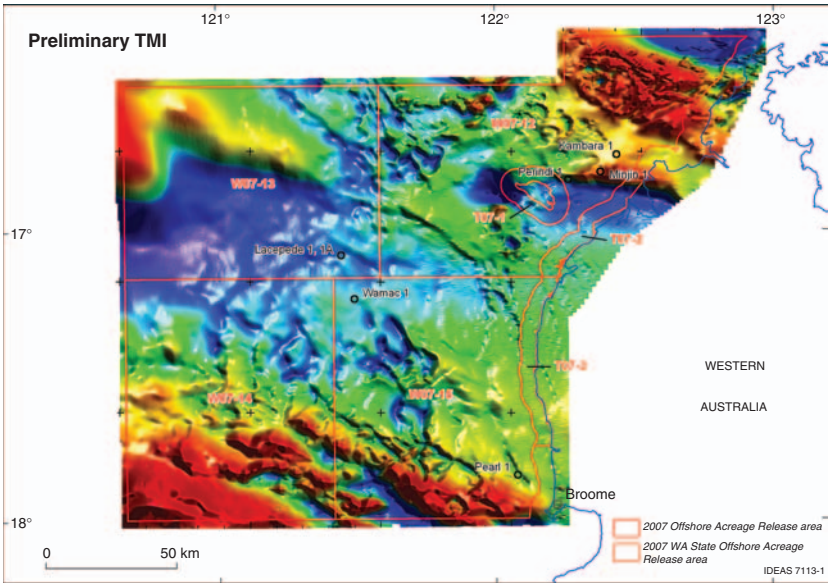 121°
122°
123°
Preliminary TMI
W07-12
Kambara 1
Perindi 1
Minjin 1
W07-13
T07-1
17°
T07-3
Lacepede 1, 1A
Wamac 1
WESTERN
T07-2
W07-14
W07-15
AUSTRALIA
Pearl 1
Broome
18°
2007 Offshore Acreage Release area
2007 WA State Offshore Acreage
Release area
0
50 km
IDEAS 7113-1